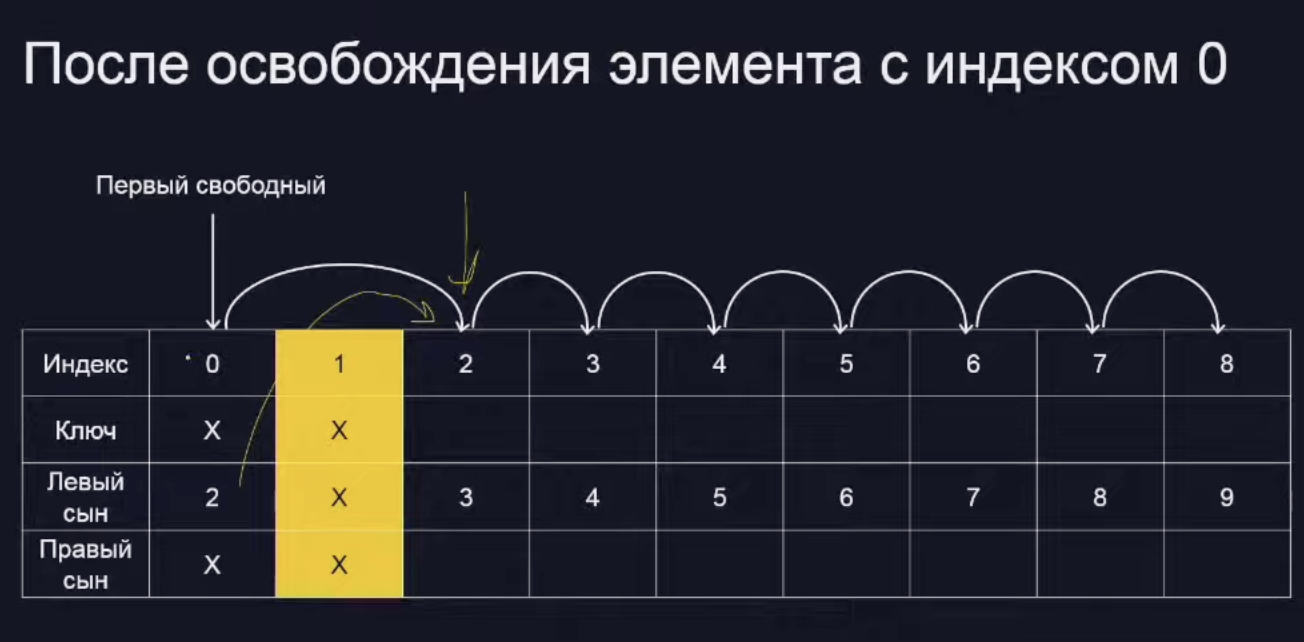 После освобождения элемента с индексом 0
Первый свободный
Индекс 0 1 2 3 4 5 6 7 8
Ключ X X
Левый
сын 2 X 3 4 5 6 7 8 9
Правый
сын X X